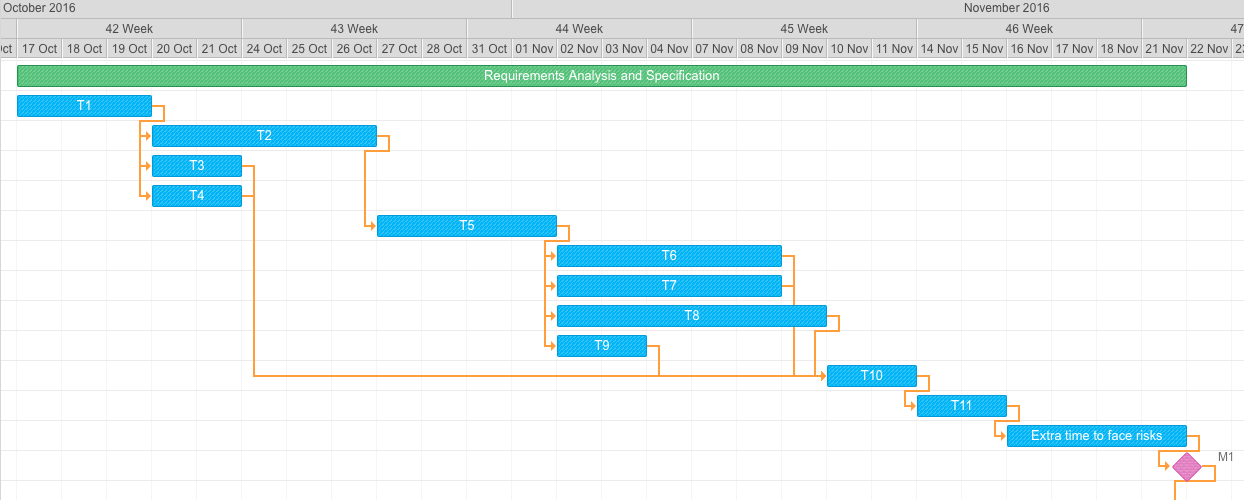 October 2016 November 2016
42 Week 43 Week 44 Week 45 Week 46 Week 47
Oct 17 Oct 18 Oct 19 Oct 20 Oct 21 Oct 24 Oct 25 Oct 26 Oct 27 Oct 28 Oct 31 Oct 01 Nov 02 Nov 03 Nov 04 Nov 07 Nov 08 Nov 09 Nov 10 Nov 11 Nov 14 Nov 15 Nov 16 Nov 17 Nov 18 Nov 21 Nov 22 Nov 23
Requirements Analysis and Specification
T1
T2
T3
T4
T5
T6
T7
T8
T9
T10
T11
Extra time to face risks
M1